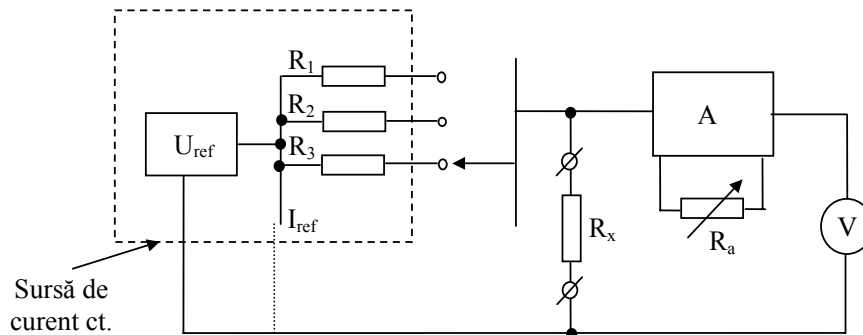 R1
R2
R3
Uref
Iref
A
Rx
Ra
V
Sursă de
curent ct.